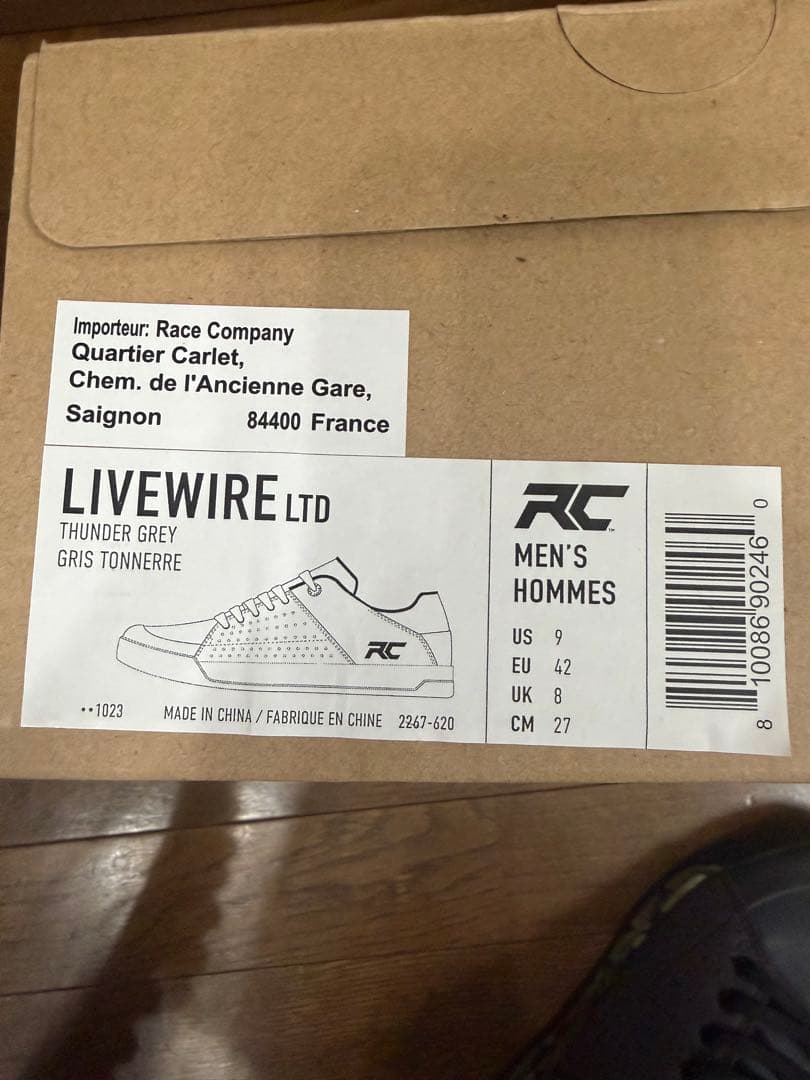 Importeur: Race Company
Quartier Carlet,
Chem. de l'Ancienne Gare,
Saignon 84400 France
LIVEWIRE LTD
THUNDER GREY
GRIS TONNERRE
RC
••1023 MADE IN CHINA / FABRIQUE EN CHINE 2267-620
RC™
MEN'S
HOMMES
US 9
EU 42
UK 8
CM 27
8 10086 90246 0